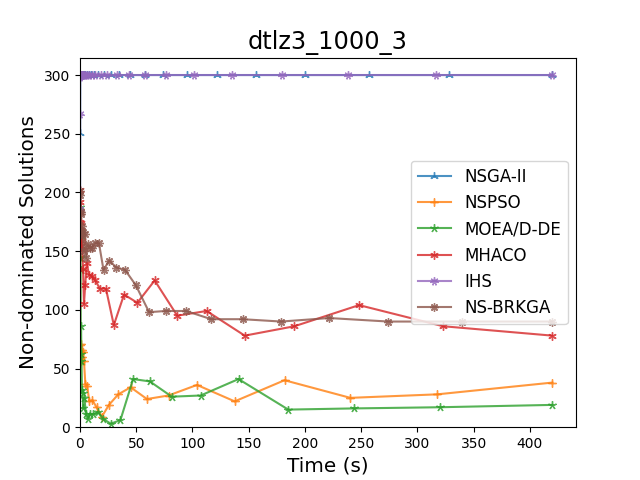 dtlz3_1000_3
Non-dominated Solutions
300
250
200
150
100
50
0
NSGA-II
NSPSO
MOEA/D-DE
MHACO
IHS
NS-BRKGA
0 50 100 150 200 250 300 350 400
Time (s)